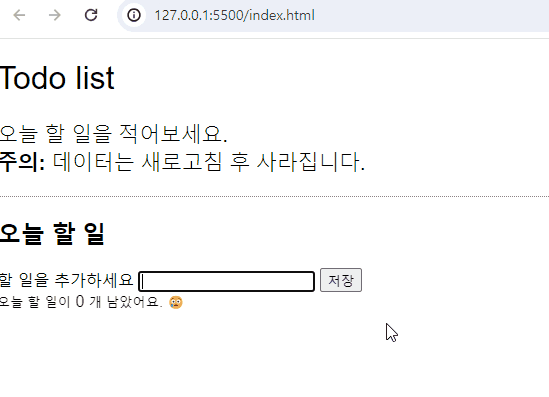 127.0.0.1:5500/index.html
Todo list
오늘 할 일을 적어보세요.
주의: 데이터는 새로고침 후 사라집니다.
오늘 할 일
할 일을 추가하세요 저장
오늘 할 일이 0 개 남았어요. 😢